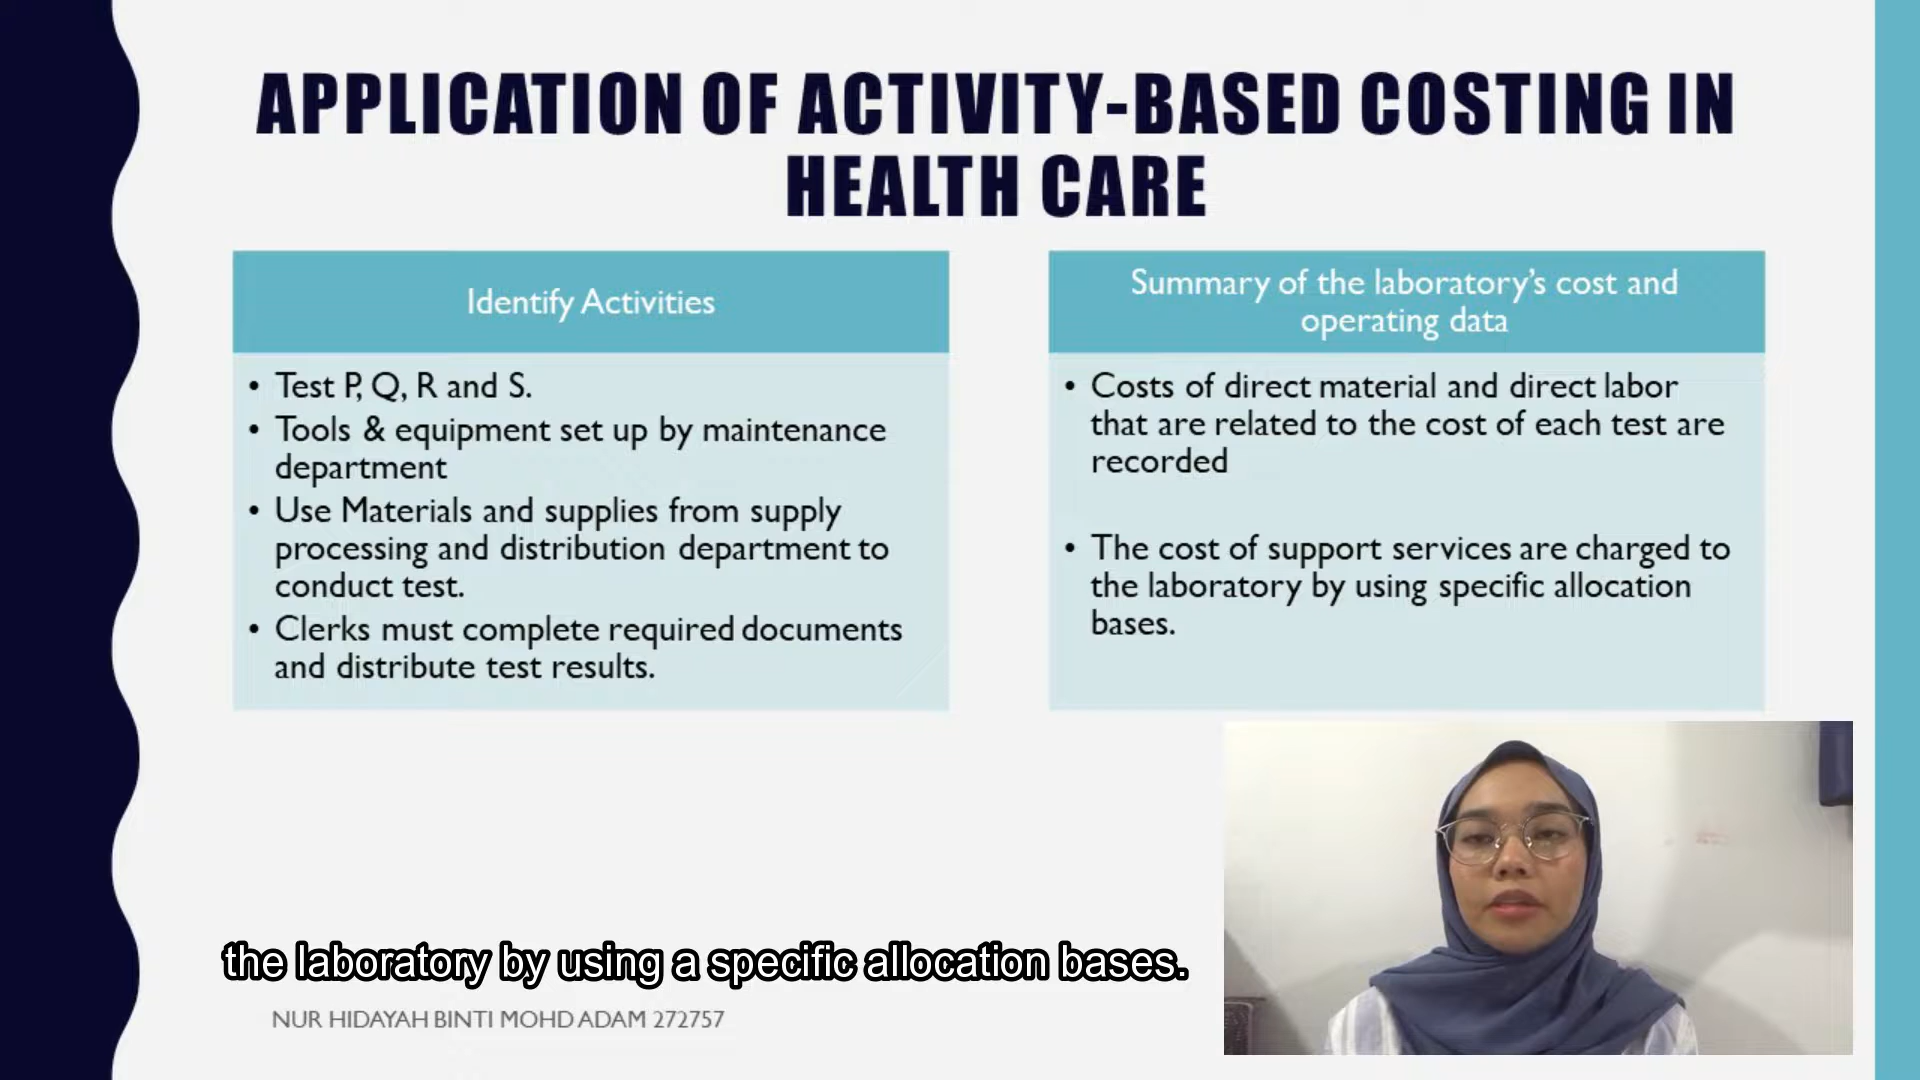 APPLICATION OF ACTIVITY-BASED COSTING IN
HEALTH CARE
Identify Activities
• Test P, Q, R and S.
• Tools & equipment set up by maintenance
department
• Use Materials and supplies from supply
processing and distribution department to
conduct test.
• Clerks must complete required documents
and distribute test results.
Summary of the laboratory’s cost and
operating data
• Costs of direct material and direct labor
that are related to the cost of each test are
recorded
• The cost of support services are charged to
the laboratory by using specific allocation
bases.
the laboratory by using a specific allocation bases.
NUR HIDAYAH BINTI MOHD ADAM 272757